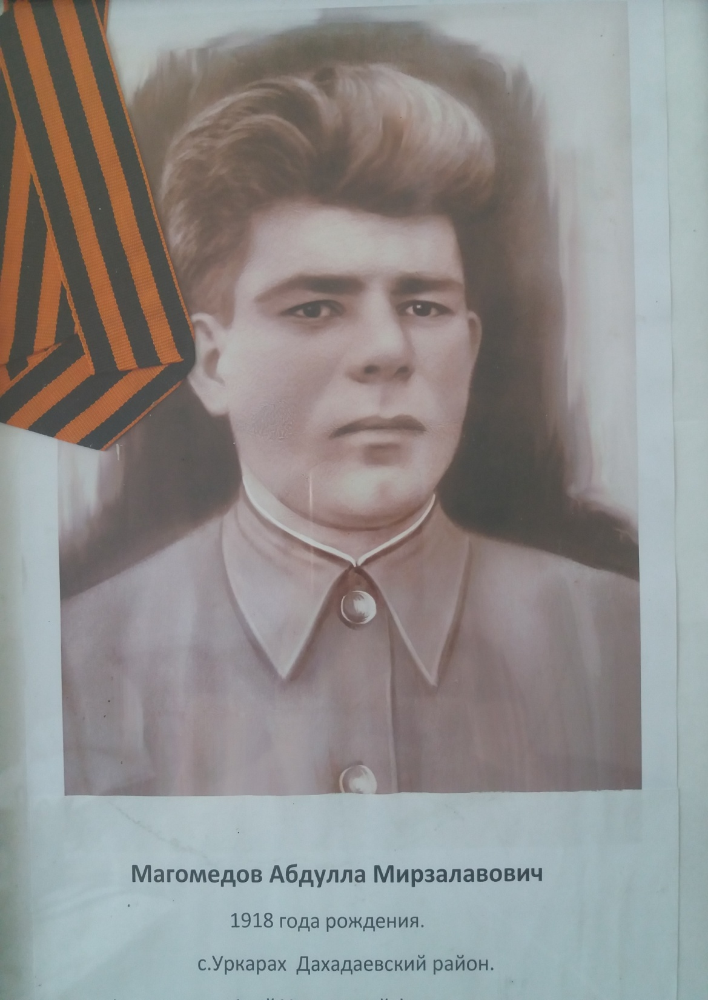 Магомедов Абдулла Мирзалавович
1918 года рождения.
с.Уркарах Дахадаевский район.